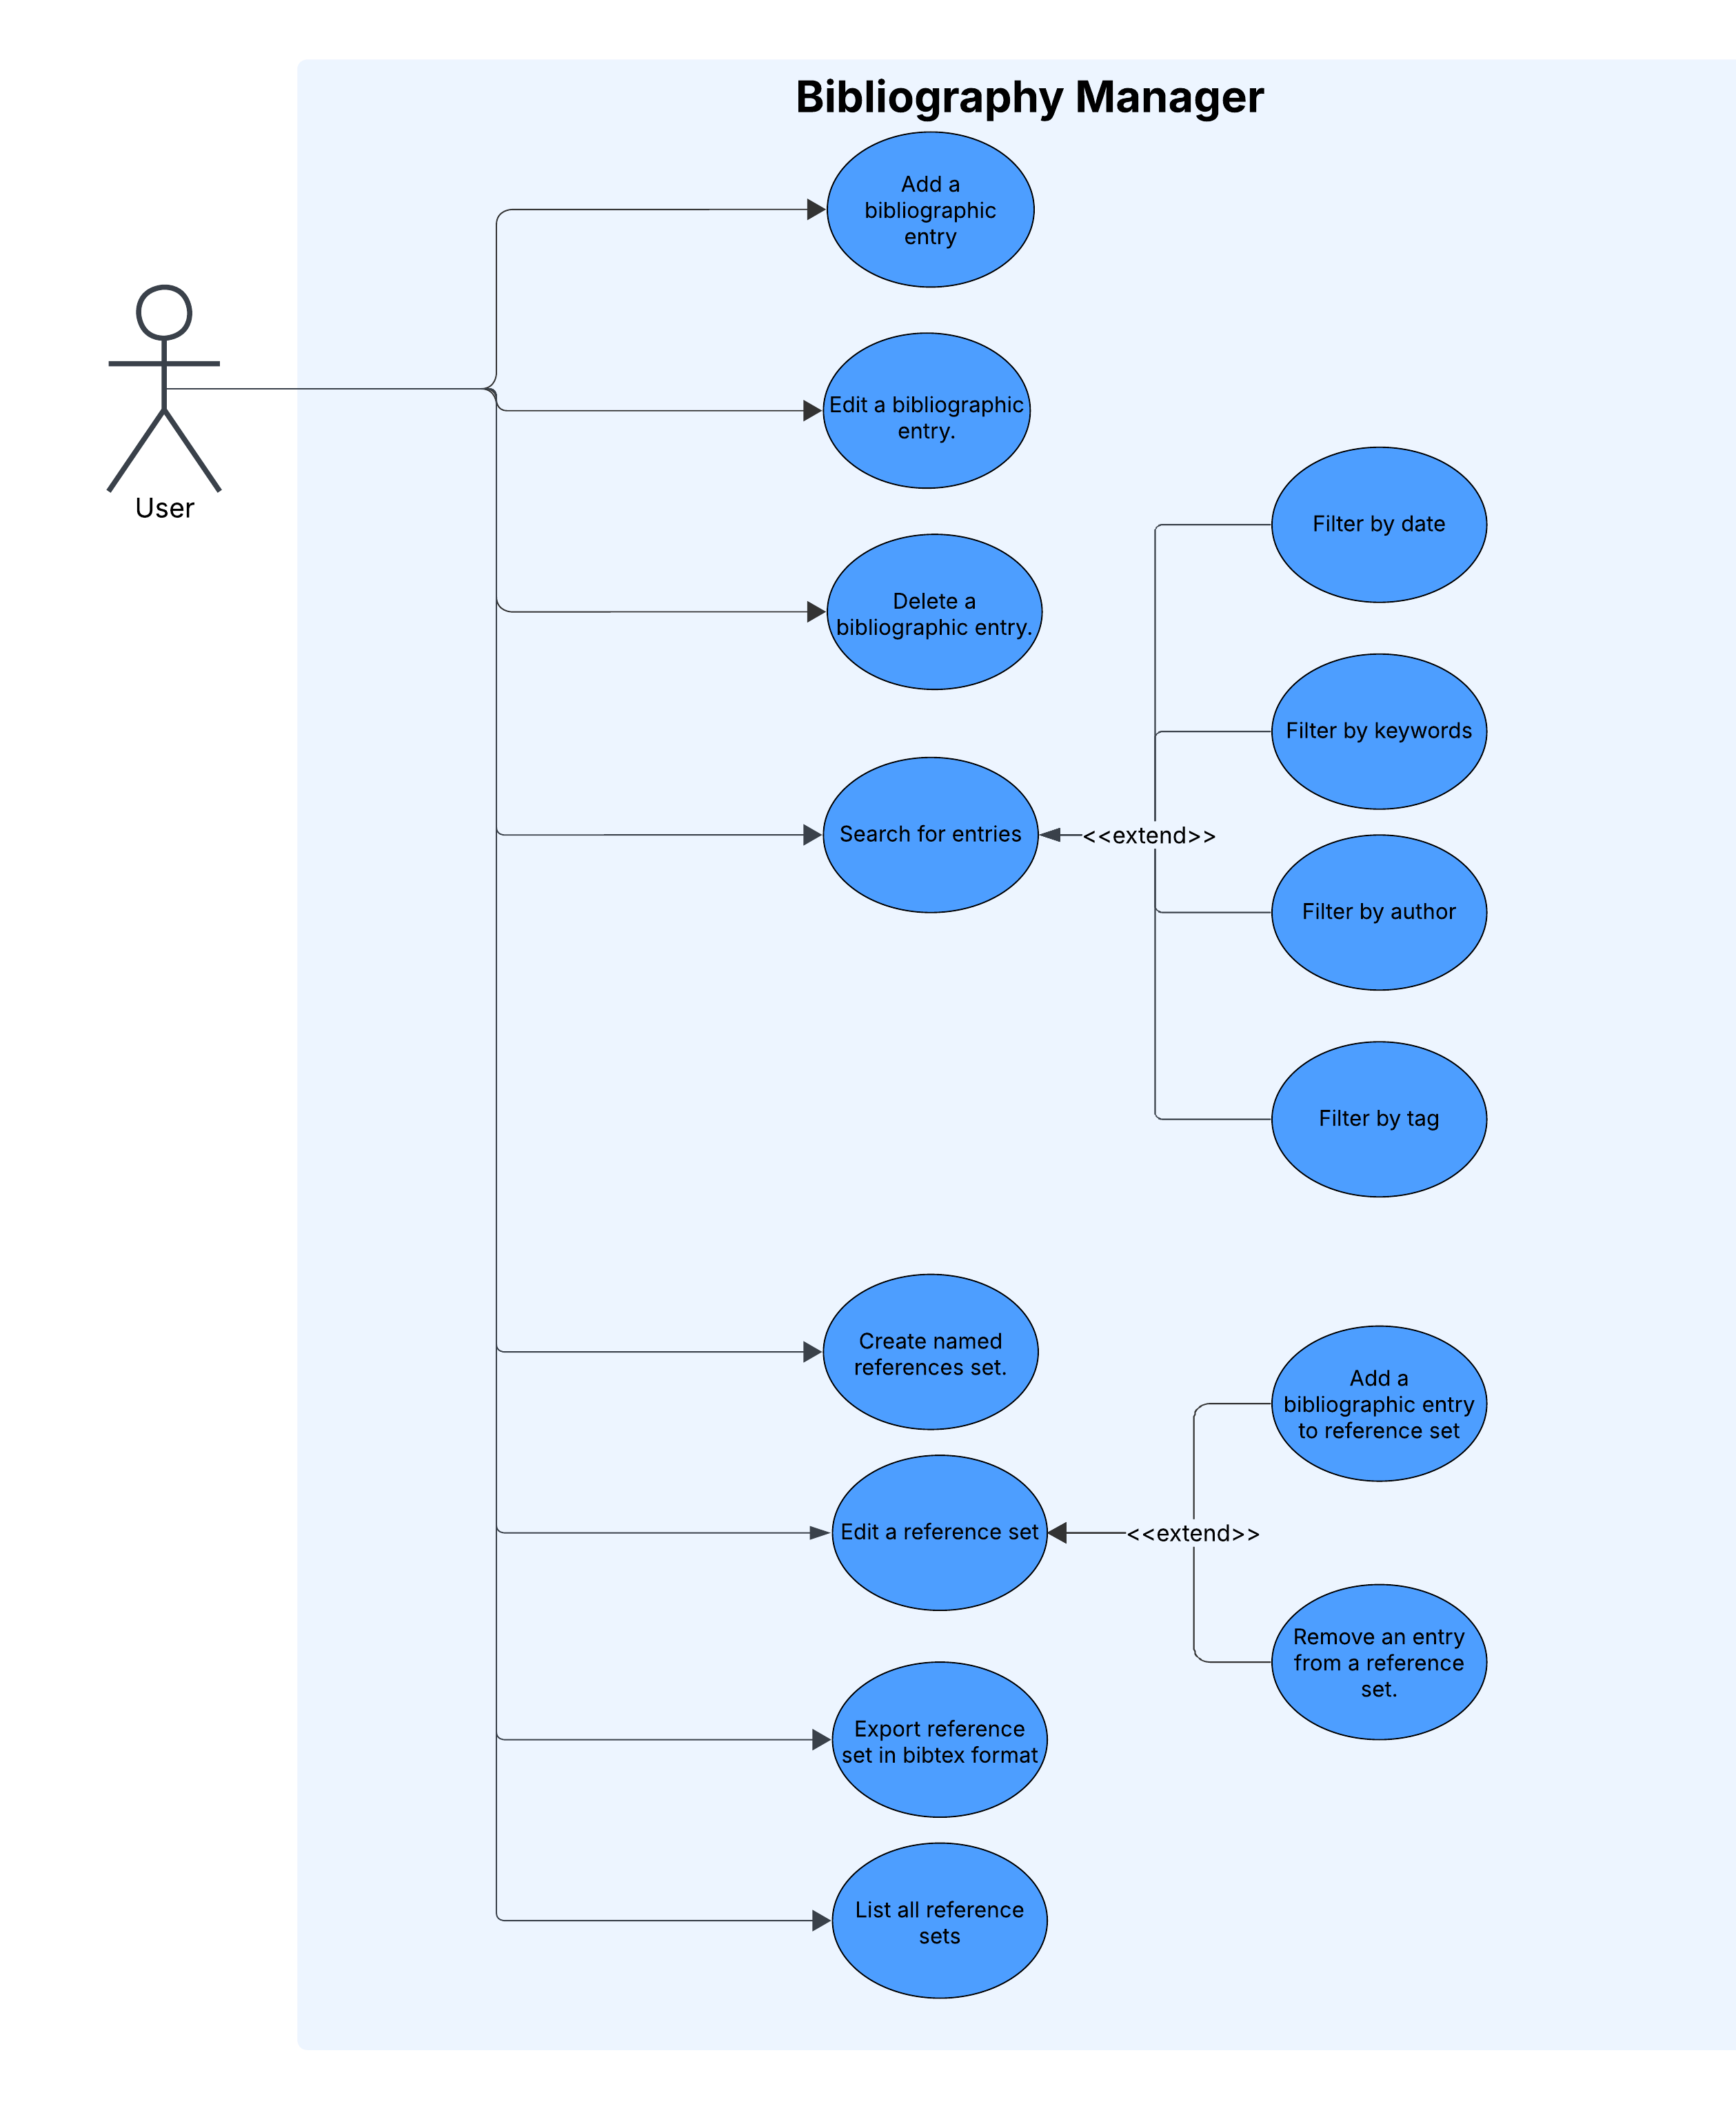 Bibliography Manager
Add a
bibliographic
entry
User
Edit a bibliographic
entry.
Delete a
bibliographic entry.
Search for entries
<<extend>>
Filter by date
Filter by keywords
Filter by author
Filter by tag
Create named
references set.
Edit a reference set
<<extend>>
Add a
bibliographic entry
to reference set
Remove an entry
from a reference
set.
Export reference
set in bibtex format
List all reference
sets